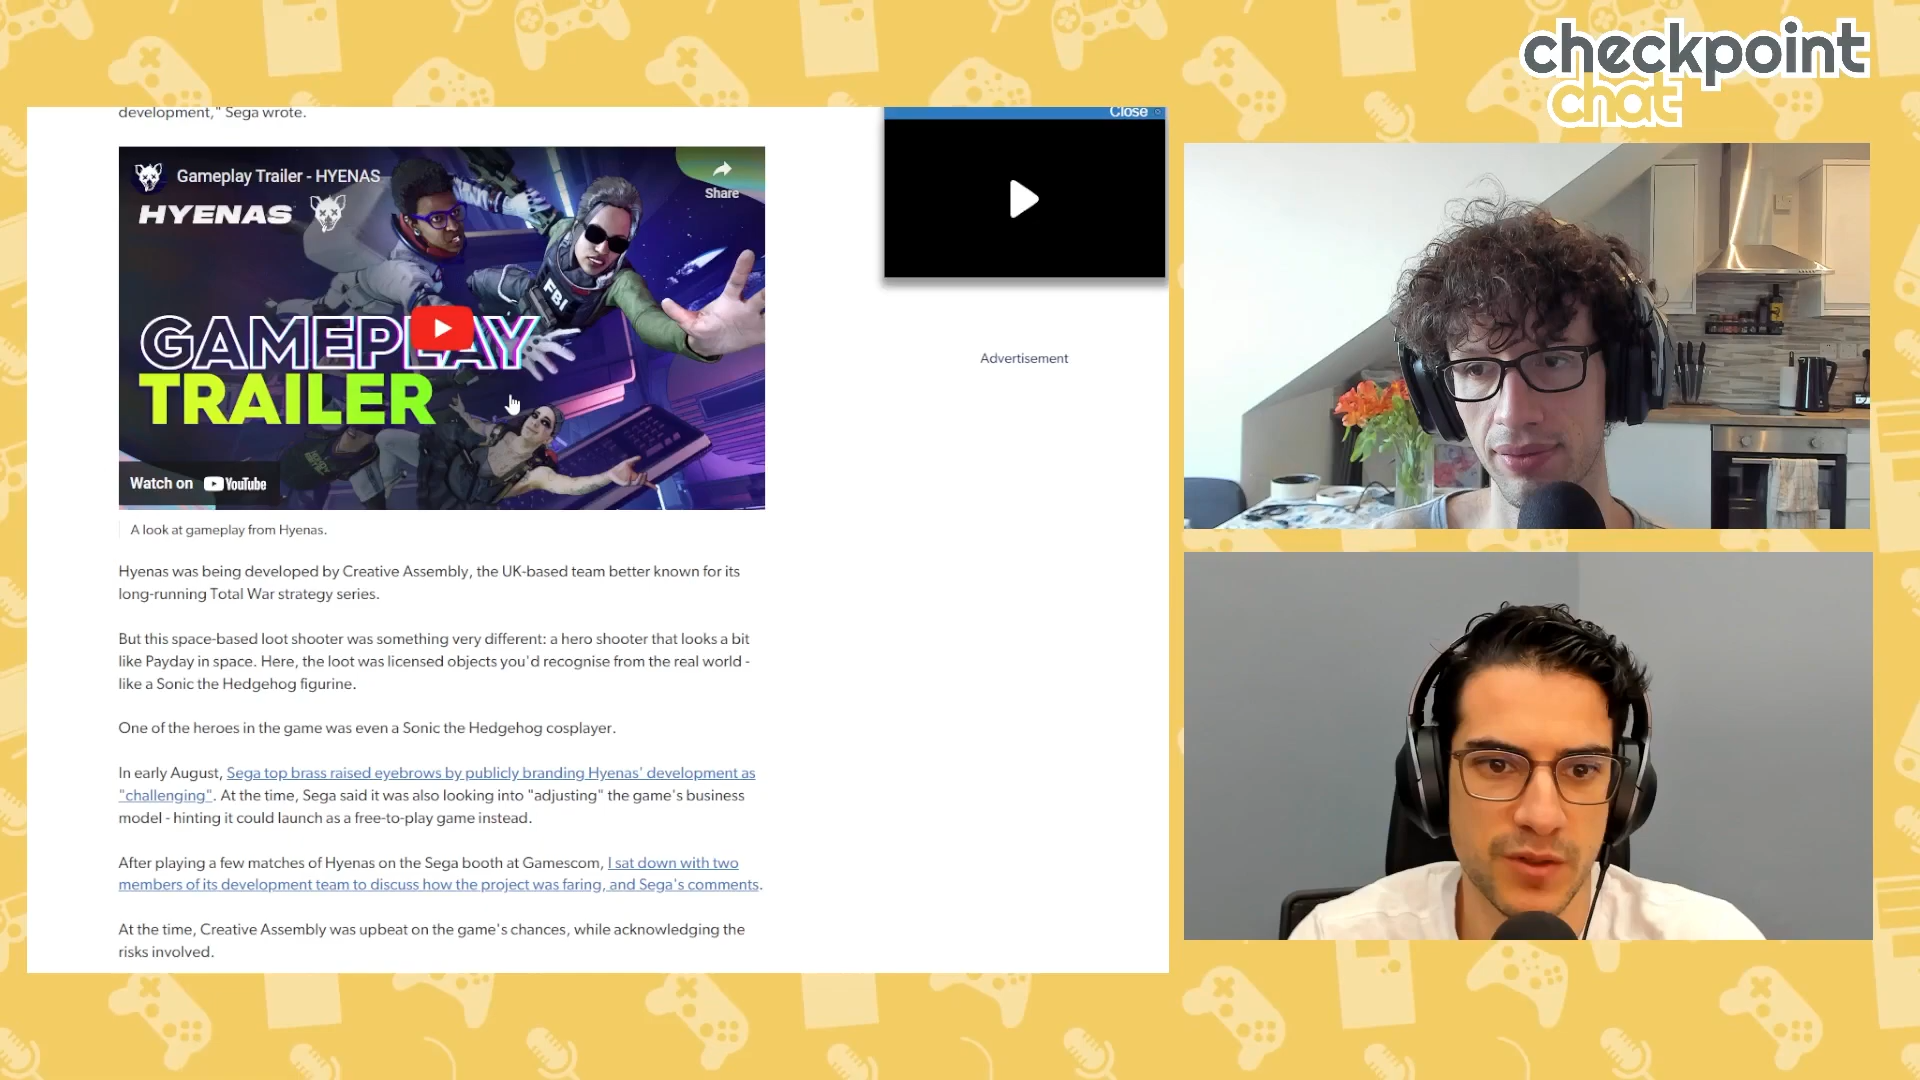 checkpoint
chat
development," Sega wrote.
Close
Gameplay Trailer - HYENAS
Share
HYENAS
FBI
GAMEPLAY
TRAILER
Watch on YouTube
Advertisement
A look at gameplay from Hyenas.
Hyenas was being developed by Creative Assembly, the UK-based team better known for its
long-running Total War strategy series.
But this space-based loot shooter was something very different: a hero shooter that looks a bit
like Payday in space. Here, the loot was licensed objects you'd recognise from the real world -
like a Sonic the Hedgehog figurine.
One of the heroes in the game was even a Sonic the Hedgehog cosplayer.
In early August, Sega top brass raised eyebrows by publicly branding Hyenas' development as
"challenging". At the time, Sega said it was also looking into "adjusting" the game's business
model - hinting it could launch as a free-to-play game instead.
After playing a few matches of Hyenas on the Sega booth at Gamescom, I sat down with two
members of its development team to discuss how the project was faring, and Sega's comments.
At the time, Creative Assembly was upbeat on the game's chances, while acknowledging the
risks involved.